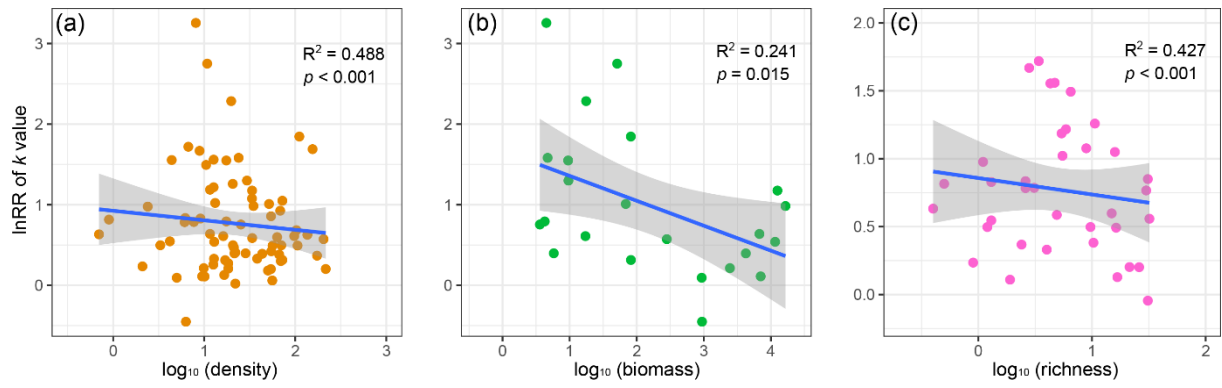 (a)
R² = 0.488
p < 0.001
lnRR of k value
3
2
1
0
0
1
2
3
log₁₀ (density)
(b)
R² = 0.241
p = 0.015
3
2
1
0
1
2
3
4
log₁₀ (biomass)
(c)
R² = 0.427
p < 0.001
2.0
1.5
1.0
0.5
0.0
0
1
2
log₁₀ (richness)